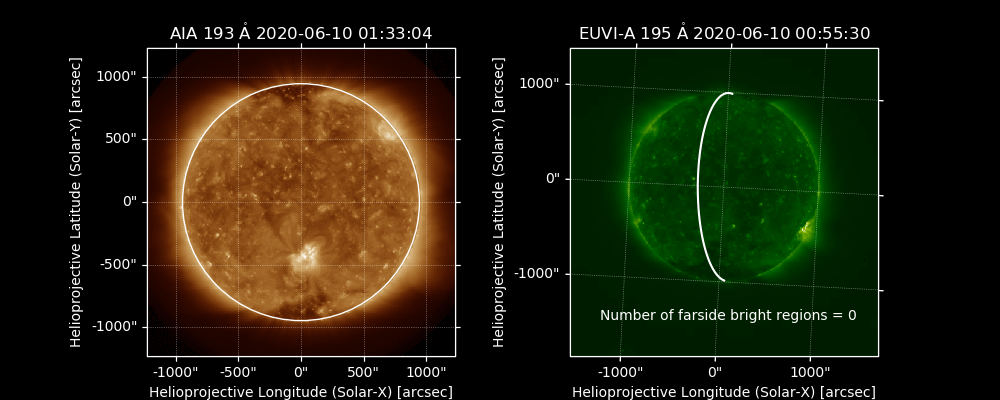 AIA 193 Å 2020-06-10 01:33:04
Helioprojective Latitude (Solar-Y) [arcsec]
1000"
500"
0"
-500"
-1000"
-1000" -500" 0" 500" 1000"
Helioprojective Longitude (Solar-X) [arcsec]
EUVI-A 195 Å 2020-06-10 00:55:30
Helioprojective Latitude (Solar-Y) [arcsec]
1000"
0"
-1000"
Number of farside bright regions = 0
-1000" 0" 1000"
Helioprojective Longitude (Solar-X) [arcsec]